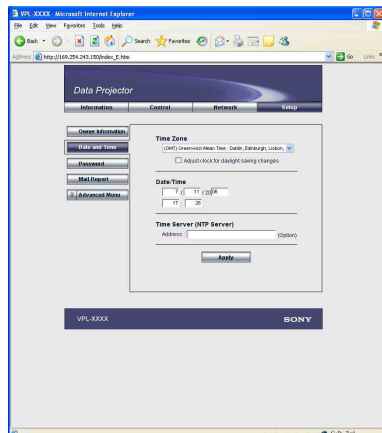 VPL-XXXX - Microsoft Internet Explorer
File Edit View Favorites Tools Help
Back Search Favorites
Address http://169.254.243.150/index_E.htm Go Links
Data Projector
Information Control Network Setup
Owner Information
Date and Time
Password
Mail Report
Advanced Menu
Time Zone
(GMT) Greenwich Mean Time : Dublin, Edinburgh, Lisbon,
Adjust clock for daylight saving changes
Date/Time
7 / 11 / 20 06
17 : 26
Time Server (NTP Server)
Address : (Option)
Apply
VPL-XXXX SONY